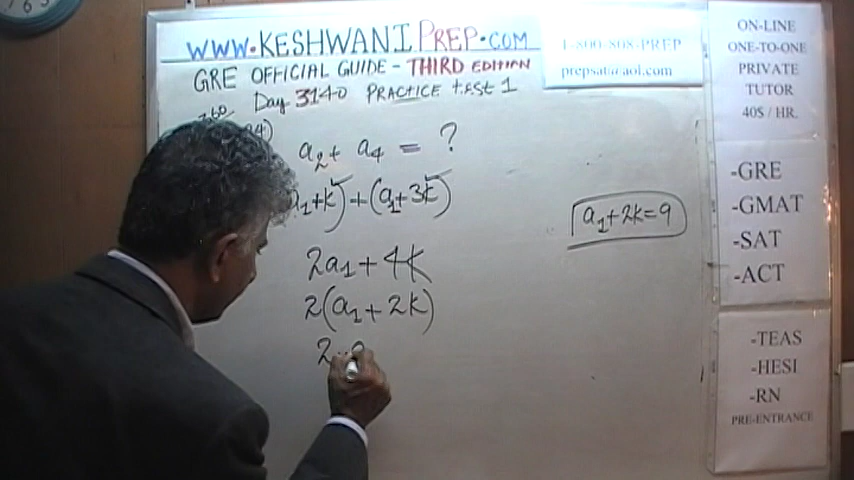 WWW.KESHWANIPREP.COM
GRE OFFICIAL GUIDE - THIRD EDITION
Day 3140 PRACTICE test 1
a2 + a4 = ?
a1+k) + (a1+3k)
2a1 + 4k
2(a1 + 2k)
2
a1+2k=9
1-800-808-PREP
prepsat@aol.com
ON-LINE
ONE-TO-ONE
PRIVATE
TUTOR
40$ / HR.
-GRE
-GMAT
-SAT
-ACT
-TEAS
-HESI
-RN
PRE-ENTRANCE